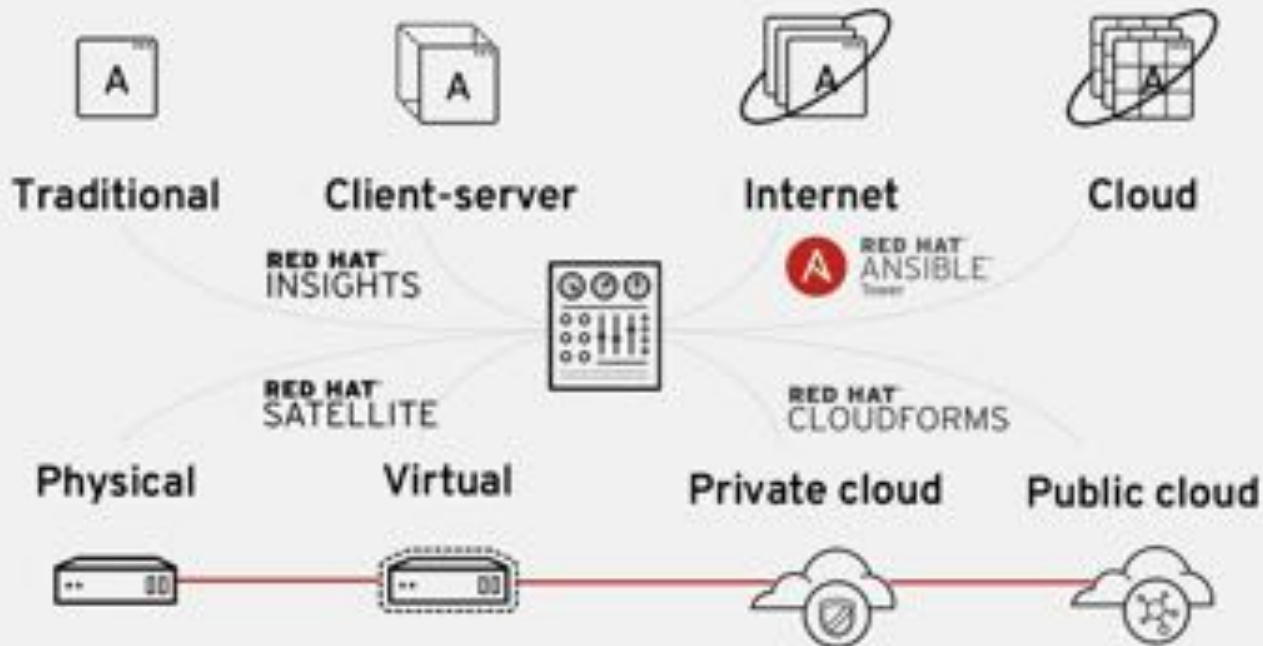 A
A
A
A
Traditional
Client-server
Internet
Cloud
RED HAT
INSIGHTS
RED HAT
ANSIBLE
Tower
RED HAT
SATELLITE
RED HAT
CLOUDFORMS
Physical
Virtual
Private cloud
Public cloud